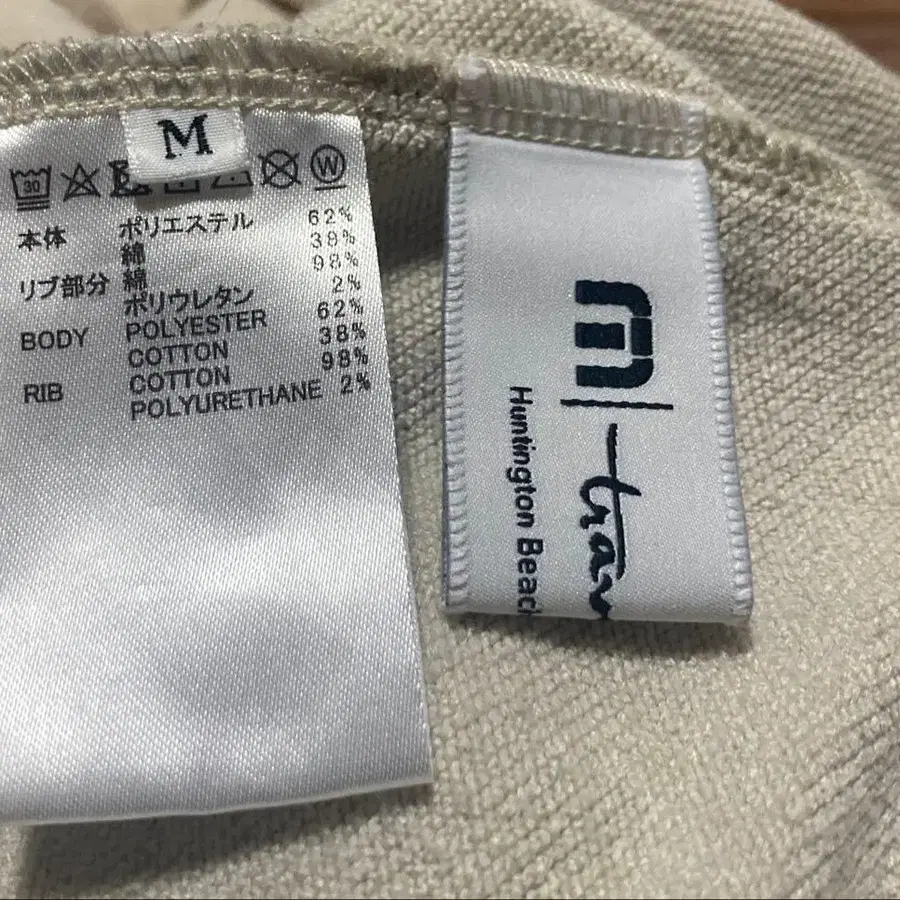 M
30 W
本体 ポリエステル 62%
綿 38%
リブ部分 綿 98%
ポリウレタン 2%
BODY POLYESTER 62%
COTTON 38%
RIB COTTON 98%
POLYURETHANE 2%
Huntington Beach